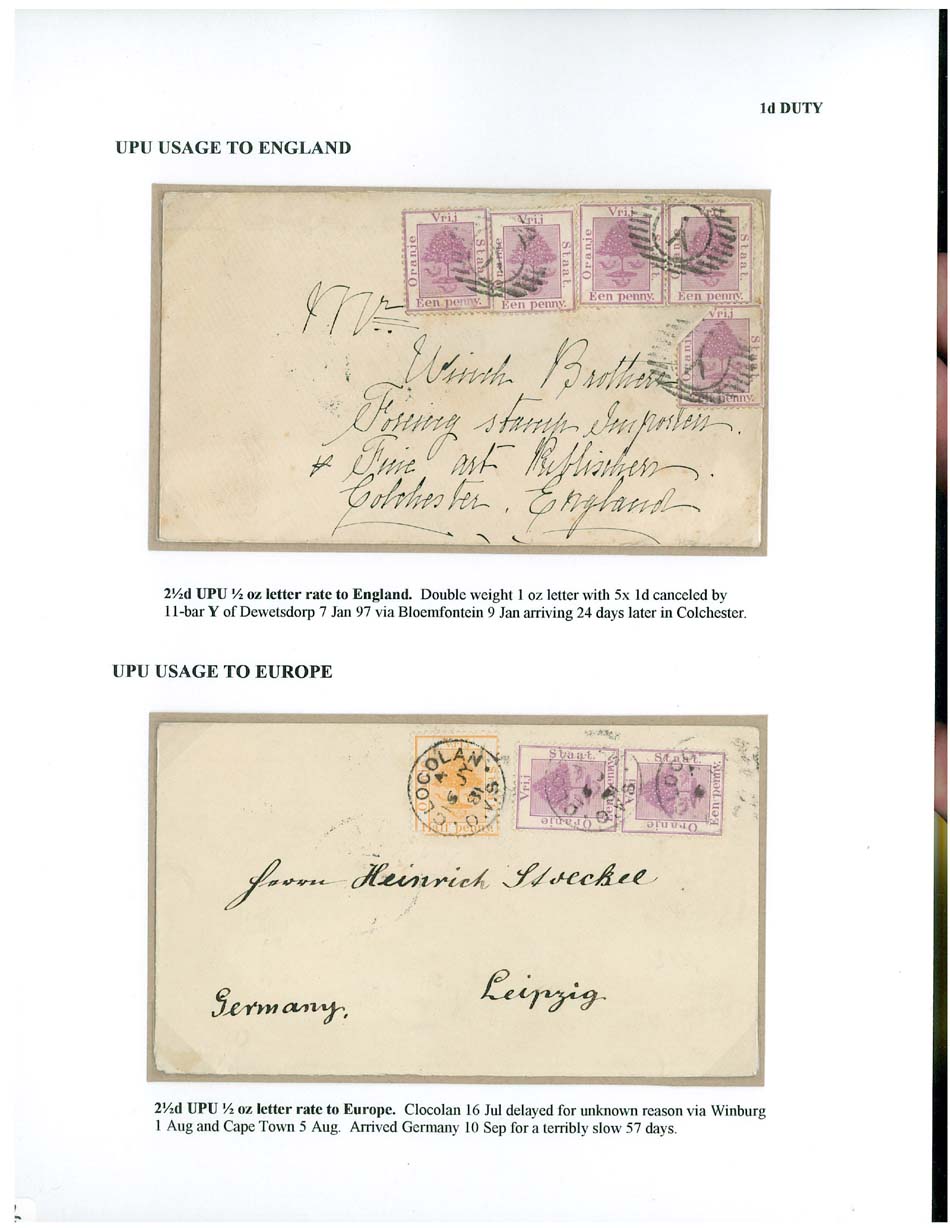 1d DUTY
UPU USAGE TO ENGLAND
Vrij Vrij Vrij Vrij
Oranje Staat. Oranje Staat. Oranje Oranje Staat.
Een penny. Een penny. Een penny. Een penny.
Mr
Vrij
Oranje Staat
Een penny.
Winch Brothers
Foreing stamp Importers.
& Fine art Publischers.
Colchester. England
2½d UPU ½ oz letter rate to England. Double weight 1 oz letter with 5x 1d canceled by
11-bar Y of Dewetsdorp 7 Jan 97 via Bloemfontein 9 Jan arriving 24 days later in Colchester.
UPU USAGE TO EUROPE
CLOCOLAN.
O.V.S.
Half penny
Staat. Staat.
Vrij Een penny. Een penny.
Oranje Oranje
Herrn Heinrich Stoeckel
Leipzig
Germany.
2½d UPU ½ oz letter rate to Europe. Clocolan 16 Jul delayed for unknown reason via Winburg
1 Aug and Cape Town 5 Aug. Arrived Germany 10 Sep for a terribly slow 57 days.